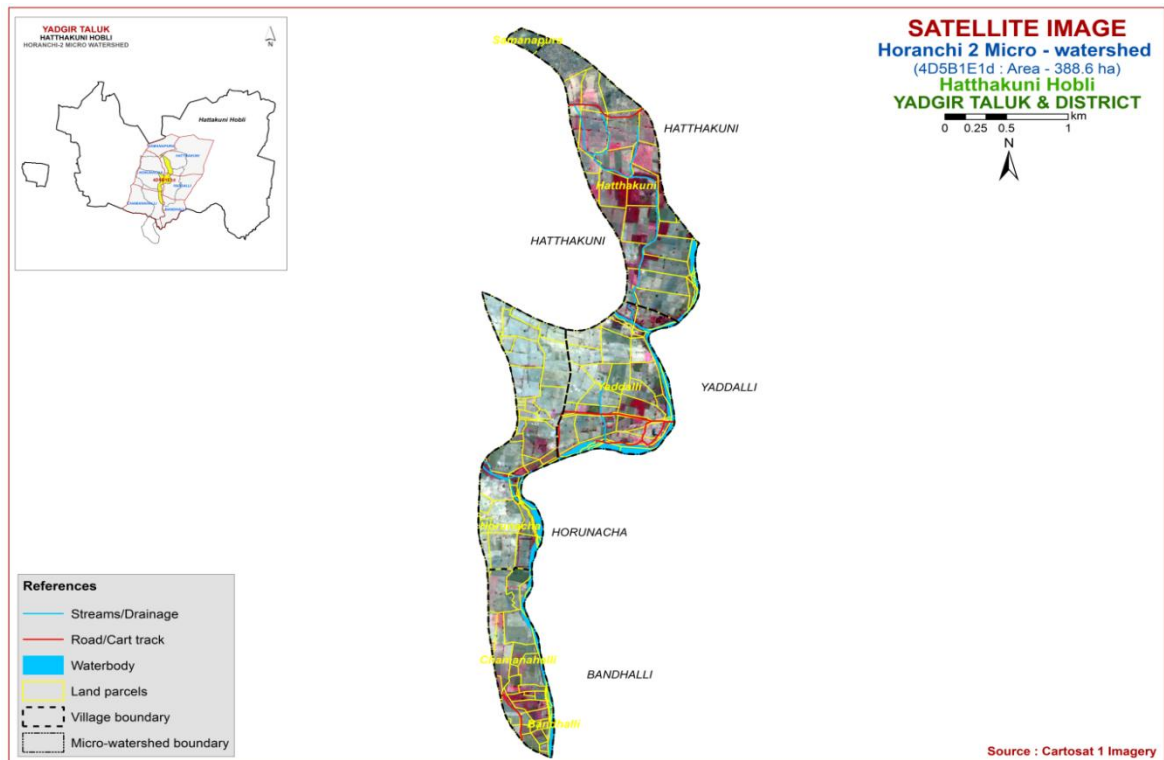 YADGIR TALUK
HATTHAKUNI HOBLI
HORANCHI-2 MICRO WATERSHED
N
Hattakuni Hobli
HATTHAKUNI
SATELLITE IMAGE
Horanchi 2 Micro - watershed
(4D5B1E1d : Area - 388.6 ha)
Hatthakuni Hobli
YADGIR TALUK & DISTRICT
km
0 0.25 0.5 1
N
Samanapura
HATTHAKUNI
Hatthakuni
HATTHAKUNI
Yaddalli
YADDALLI
Horunacha
HORUNACHA
Chamanahalli
BANDHALLI
Bandhalli
References
Streams/Drainage
Road/Cart track
Waterbody
Land parcels
Village boundary
Micro-watershed boundary
Source : Cartosat 1 Imagery